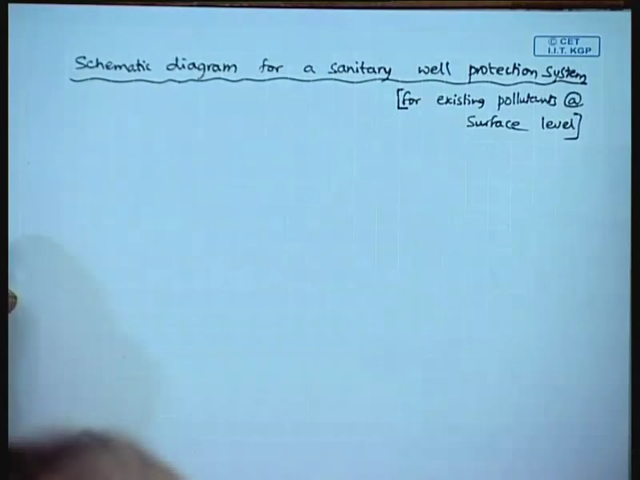 © CET
I.I.T. KGP
Schematic diagram for a sanitary well protection system
[for existing pollutants @
Surface level]